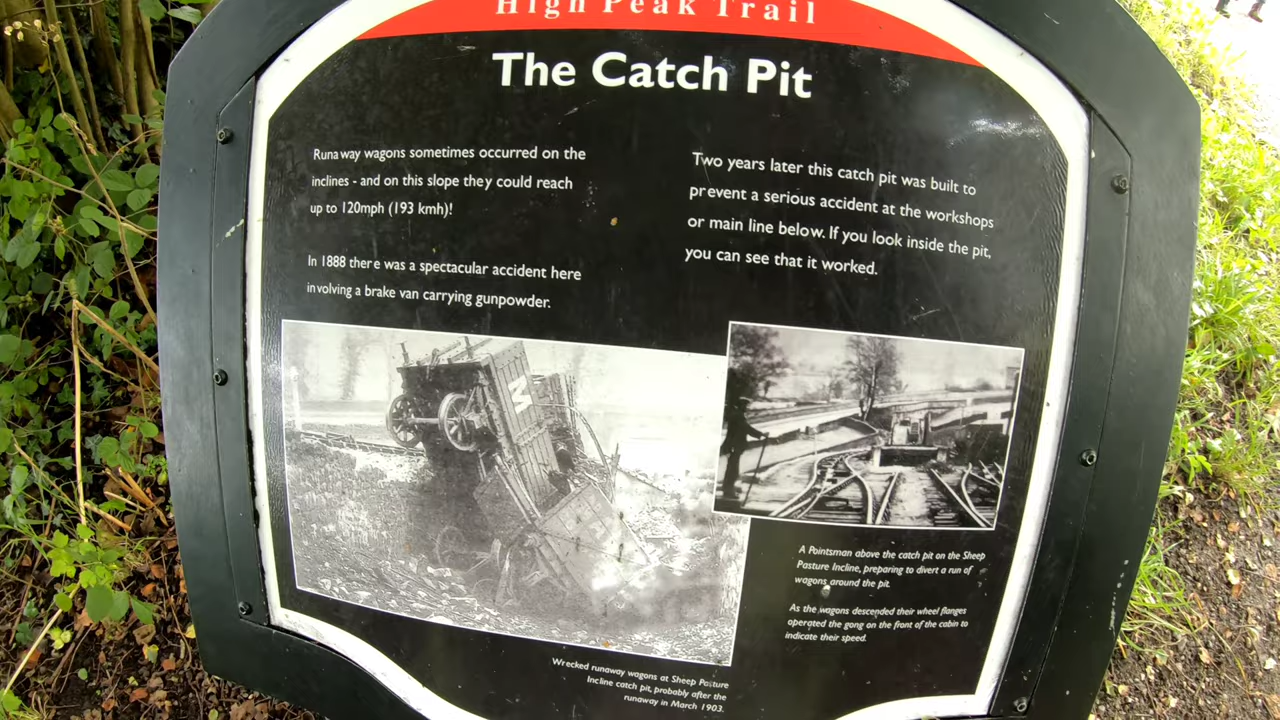 High Peak Trail
The Catch Pit
Runaway wagons sometimes occurred on the
inclines - and on this slope they could reach
up to 120mph (193 kmh)!
In 1888 there was a spectacular accident here
involving a brake van carrying gunpowder.
Two years later this catch pit was built to
prevent a serious accident at the workshops
or main line below. If you look inside the pit,
you can see that it worked.
M
A Pointsman above the catch pit on the Sheep
Pasture Incline, preparing to divert a run of
wagons around the pit.
As the wagons descended their wheel flanges
operated the gong on the front of the cabin to
indicate their speed.
Wrecked runaway wagons at Sheep Pasture
Incline catch pit, probably after the
runaway in March 1903.